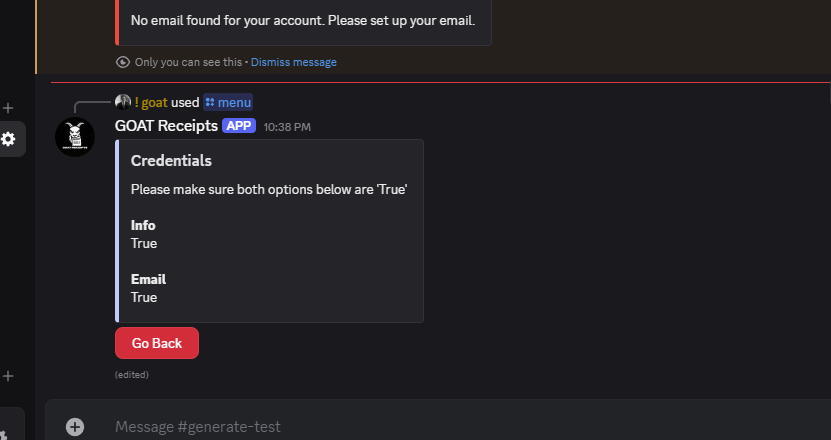 No email found for your account. Please set up your email.
Only you can see this • Dismiss message
! goat used menu
GOAT Receipts APP 10:38 PM
Credentials
Please make sure both options below are 'True'
Info
True
Email
True
Go Back
(edited)
Message #generate-test